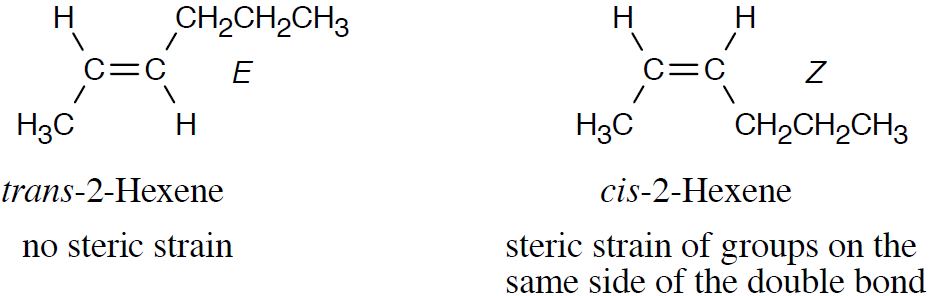 H CH₂CH₂CH₃
C=C E
H₃C H
trans-2-Hexene
no steric strain
H H
C=C Z
H₃C CH₂CH₂CH₃
cis-2-Hexene
steric strain of groups on the
same side of the double bond